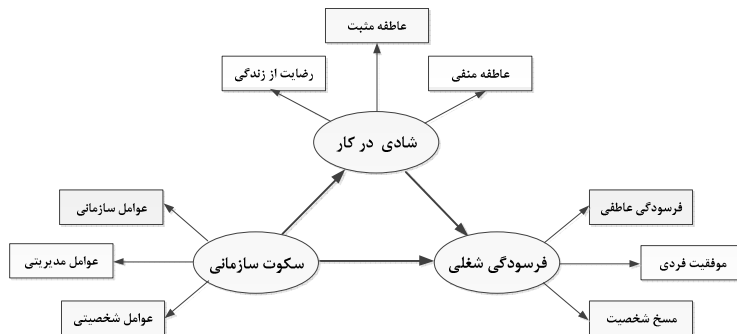 عاطفه مثبت
رضایت از زندگی
عاطفه منفی
شادی در کار
عوامل سازمانی
فرسودگی عاطفی
سکوت سازمانی
فرسودگی شغلی
عوامل مدیریتی
موفقیت فردی
عوامل شخصیتی
مسخ شخصیت